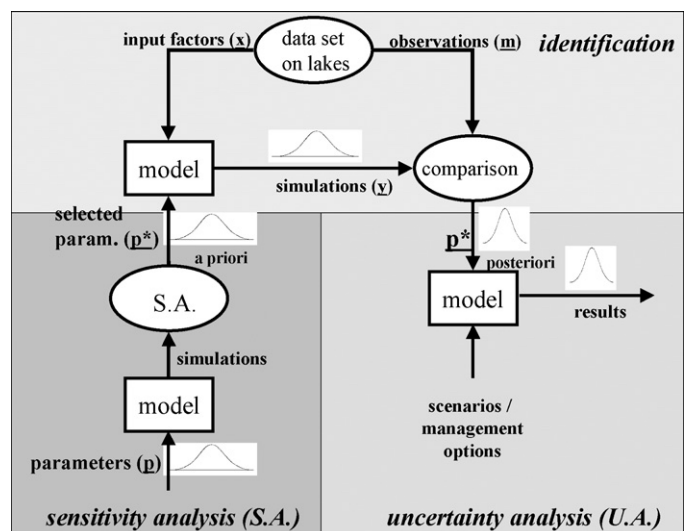 input factors (x)
data set
on lakes
observations (m)
identification
model
simulations (y)
comparison
selected
param. (p*)
a priori
p*
posteriori
S.A.
model
results
simulations
model
scenarios /
management
options
parameters (p)
sensitivity analysis (S.A.)
uncertainty analysis (U.A.)